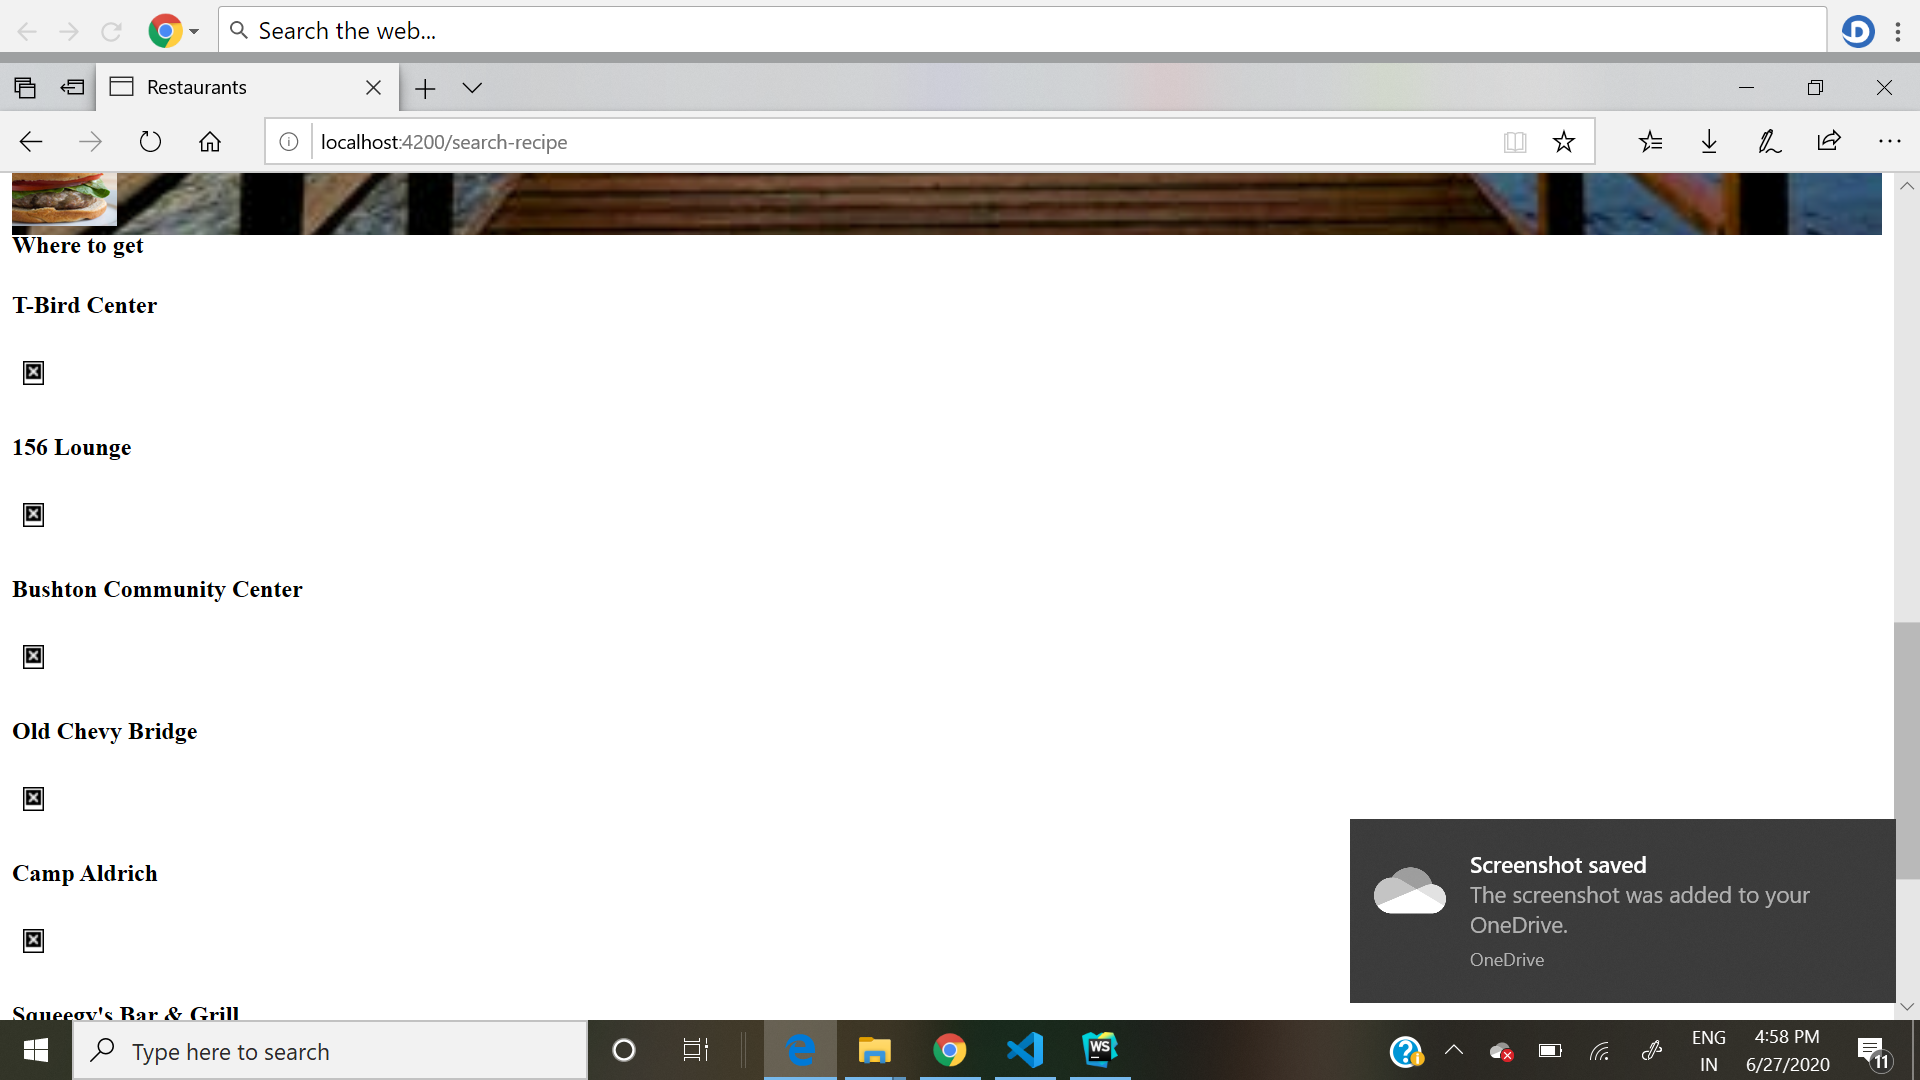 Search the web...
Restaurants
localhost:4200/search-recipe
Where to get
T-Bird Center
156 Lounge
Bushton Community Center
Old Chevy Bridge
Camp Aldrich
Squeegy's Bar & Grill
Screenshot saved
The screenshot was added to your
OneDrive.
OneDrive
Type here to search
WS
ENG
IN
4:58 PM
6/27/2020
11